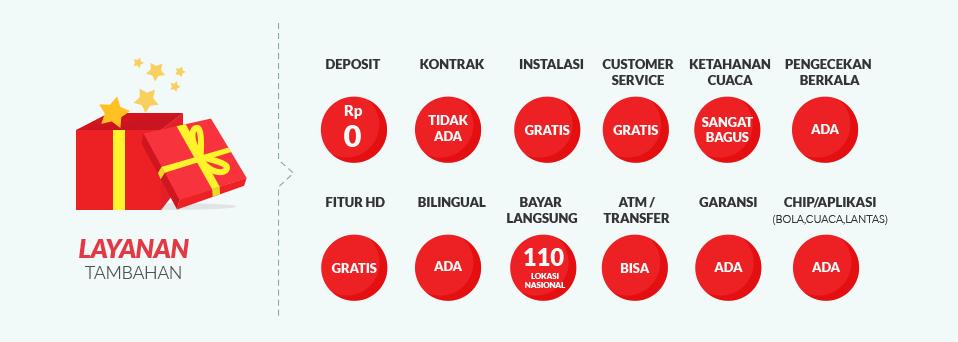 LAYANAN
TAMBAHAN
DEPOSIT
Rp
0
KONTRAK
TIDAK
ADA
INSTALASI
GRATIS
CUSTOMER
SERVICE
GRATIS
KETAHANAN
CUACA
SANGAT
BAGUS
PENGECEKAN
BERKALA
ADA
FITUR HD
GRATIS
BILINGUAL
ADA
BAYAR
LANGSUNG
110
LOKASI
NASIONAL
ATM /
TRANSFER
BISA
GARANSI
ADA
CHIP/APLIKASI
(BOLA,CUACA,LANTAS)
ADA